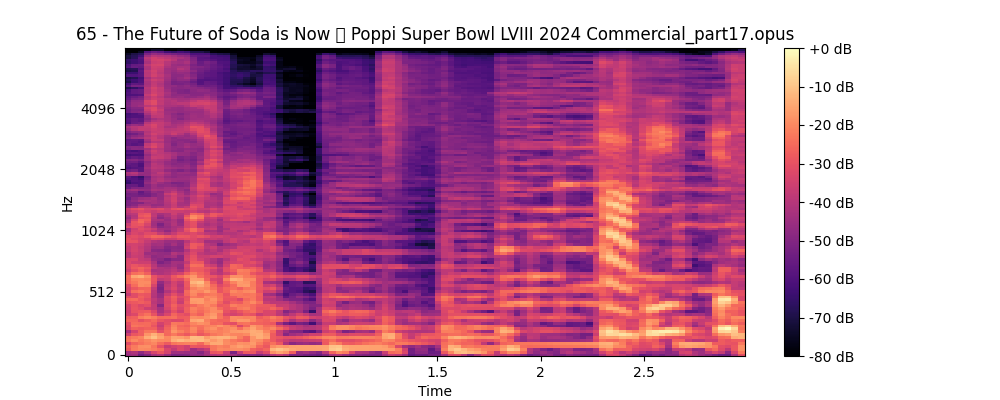 65 - The Future of Soda is Now ▯ Poppi Super Bowl LVIII 2024 Commercial_part17.opus
4096
2048
1024
512
0
Hz
0
0.5
1
1.5
2
2.5
Time
+0 dB
-10 dB
-20 dB
-30 dB
-40 dB
-50 dB
-60 dB
-70 dB
-80 dB